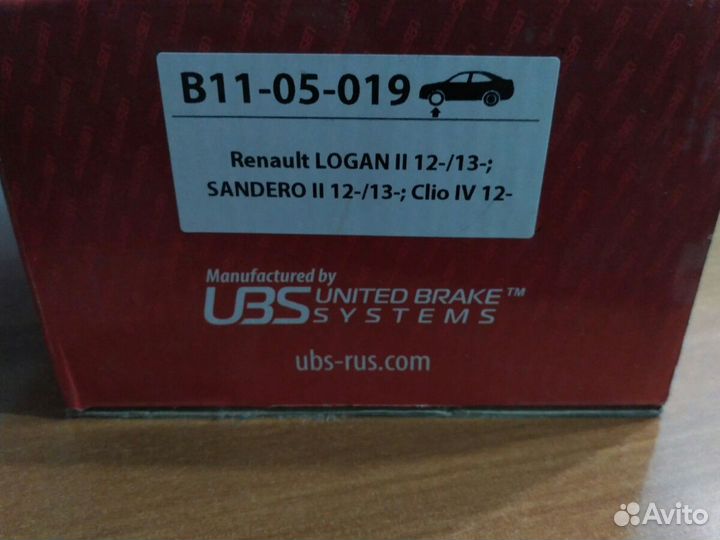 B11-05-019
Renault LOGAN II 12-/13-;
SANDERO II 12-/13-; Clio IV 12-
Manufactured by
UBS UNITED BRAKE™
SYSTEMS
ubs-rus.com
Avito